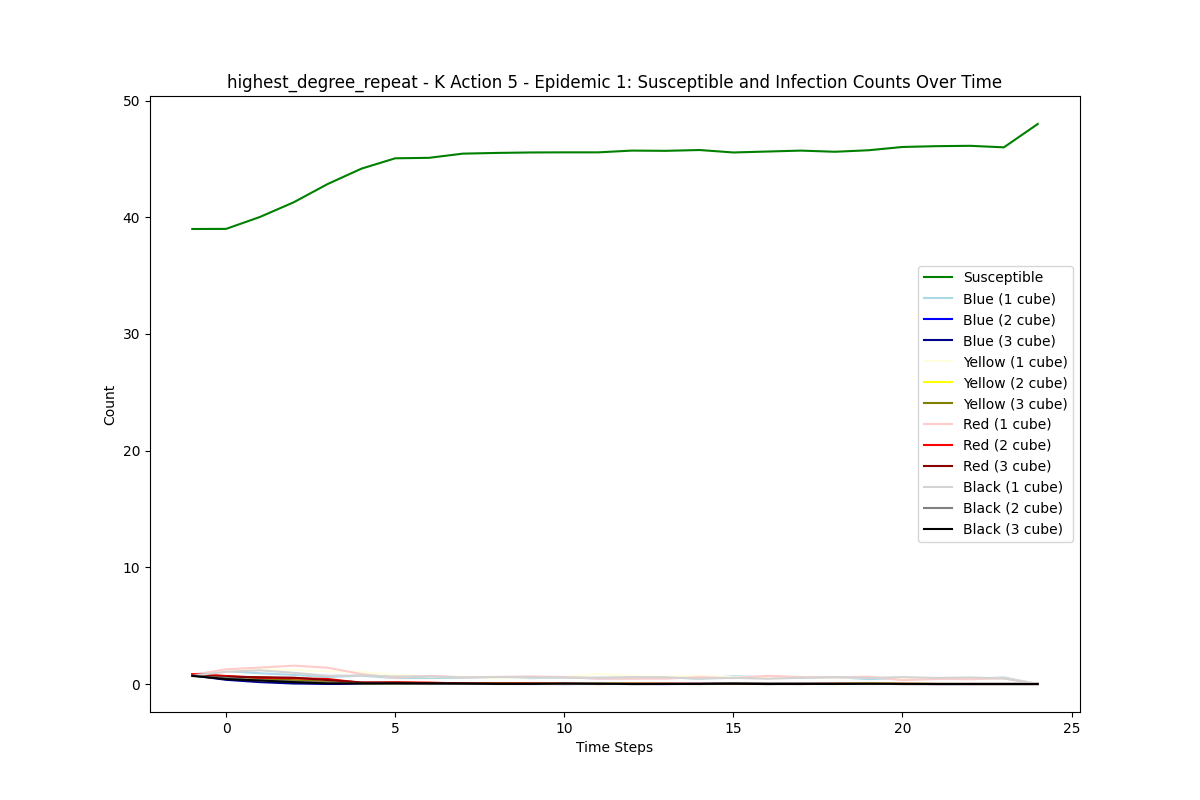 highest_degree_repeat - K Action 5 - Epidemic 1: Susceptible and Infection Counts Over Time
50
40
30
20
10
0
Count
Susceptible
Blue (1 cube)
Blue (2 cube)
Blue (3 cube)
Yellow (1 cube)
Yellow (2 cube)
Yellow (3 cube)
Red (1 cube)
Red (2 cube)
Red (3 cube)
Black (1 cube)
Black (2 cube)
Black (3 cube)
0 5 10 15 20 25
Time Steps